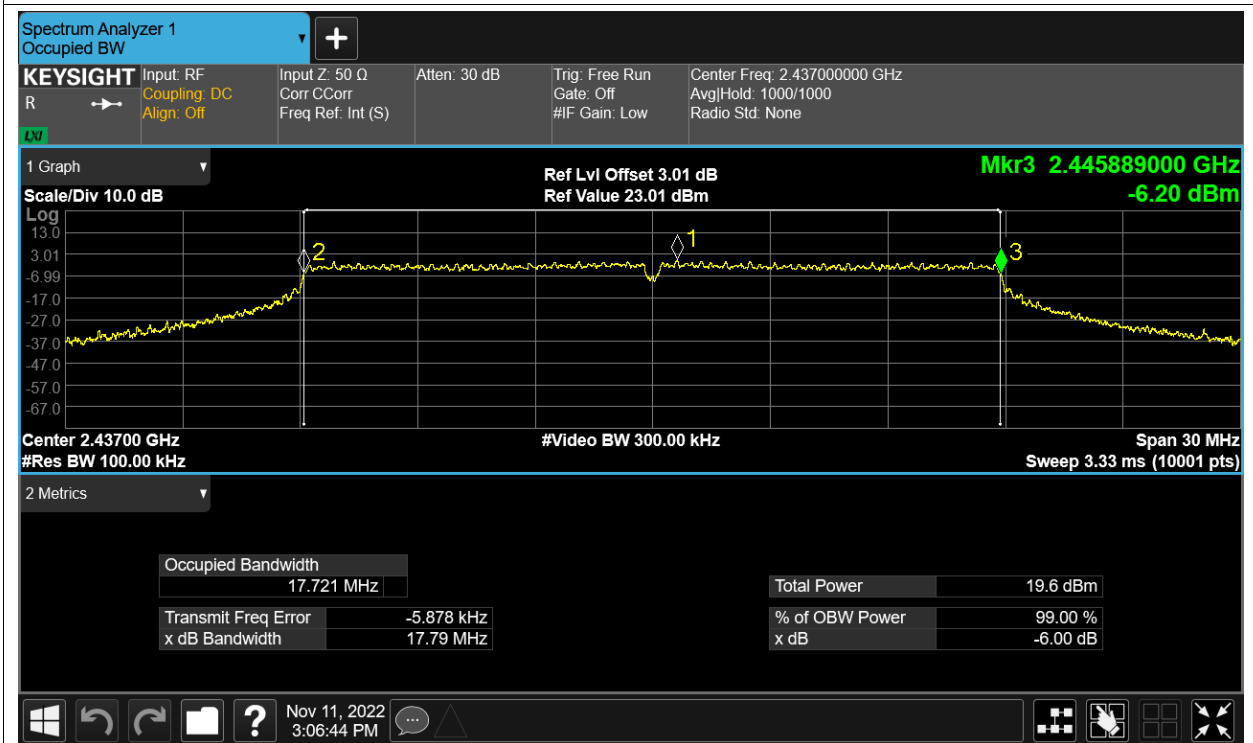 Spectrum Analyzer 1
Occupied BW
KEYSIGHT Input: RF Input Z: 50 Ω Atten: 30 dB Trig: Free Run Center Freq: 2.437000000 GHz
R Coupling: DC Corr CCorr Gate: Off Avg|Hold: 1000/1000
Align: Off Freq Ref: Int (S) #IF Gain: Low Radio Std: None
LXI
1 Graph Ref Lvl Offset 3.01 dB Mkr3 2.445889000 GHz
Scale/Div 10.0 dB Ref Value 23.01 dBm -6.20 dBm
Log
13.0
3.01
-6.99
-17.0
-27.0
-37.0
-47.0
-57.0
-67.0
2
1
3
Center 2.43700 GHz #Video BW 300.00 kHz Span 30 MHz
#Res BW 100.00 kHz Sweep 3.33 ms (10001 pts)
2 Metrics
Occupied Bandwidth
17.721 MHz Total Power 19.6 dBm
Transmit Freq Error -5.878 kHz % of OBW Power 99.00 %
x dB Bandwidth 17.79 MHz x dB -6.00 dB
? Nov 11, 2022
3:06:44 PM